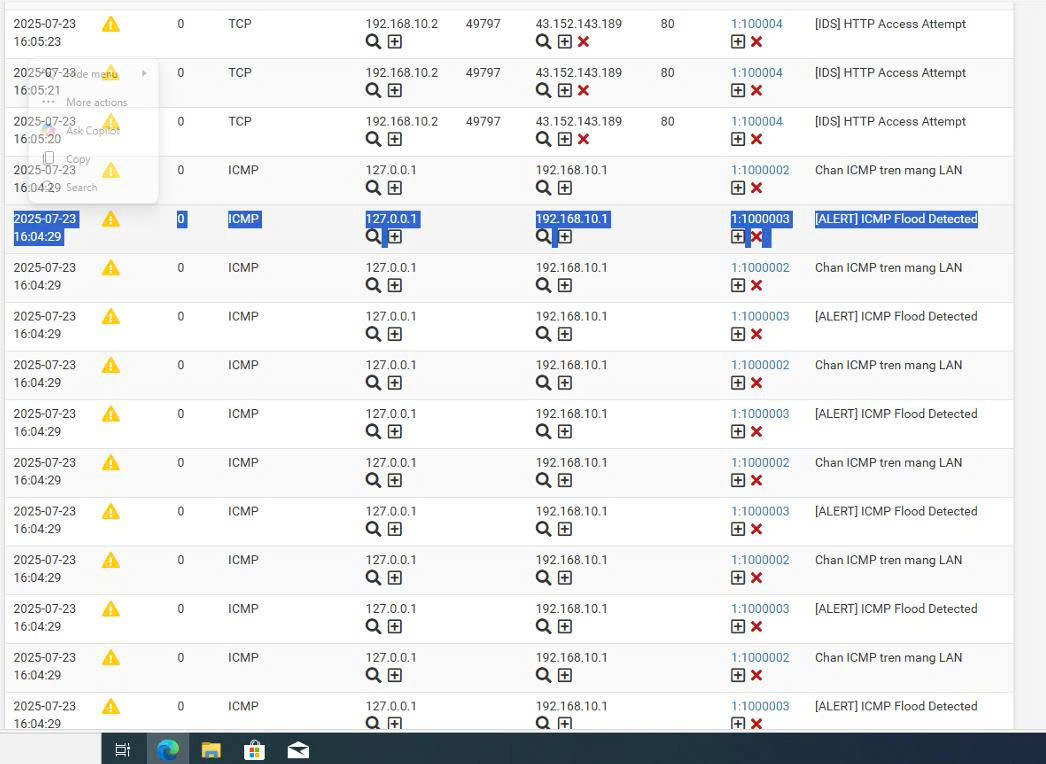 2025-07-23 0 TCP 192.168.10.2 49797 43.152.143.189 80 1:100004 [IDS] HTTP Access Attempt
16:05:23
2025-07-23 0 TCP 192.168.10.2 49797 43.152.143.189 80 1:100004 [IDS] HTTP Access Attempt
Hide menu
16:05:21
More actions
2025-07-23 0 TCP 192.168.10.2 49797 43.152.143.189 80 1:100004 [IDS] HTTP Access Attempt
Ask Copilot
16:05:20
Copy
2025-07-23 0 ICMP 127.0.0.1 192.168.10.1 1:1000002 Chan ICMP tren mang LAN
16:04:29
Search
2025-07-23 0 ICMP 127.0.0.1 192.168.10.1 1:1000003 [ALERT] ICMP Flood Detected
16:04:29
2025-07-23 0 ICMP 127.0.0.1 192.168.10.1 1:1000002 Chan ICMP tren mang LAN
16:04:29
2025-07-23 0 ICMP 127.0.0.1 192.168.10.1 1:1000003 [ALERT] ICMP Flood Detected
16:04:29
2025-07-23 0 ICMP 127.0.0.1 192.168.10.1 1:1000002 Chan ICMP tren mang LAN
16:04:29
2025-07-23 0 ICMP 127.0.0.1 192.168.10.1 1:1000003 [ALERT] ICMP Flood Detected
16:04:29
2025-07-23 0 ICMP 127.0.0.1 192.168.10.1 1:1000002 Chan ICMP tren mang LAN
16:04:29
2025-07-23 0 ICMP 127.0.0.1 192.168.10.1 1:1000003 [ALERT] ICMP Flood Detected
16:04:29
2025-07-23 0 ICMP 127.0.0.1 192.168.10.1 1:1000002 Chan ICMP tren mang LAN
16:04:29
2025-07-23 0 ICMP 127.0.0.1 192.168.10.1 1:1000003 [ALERT] ICMP Flood Detected
16:04:29
2025-07-23 0 ICMP 127.0.0.1 192.168.10.1 1:1000002 Chan ICMP tren mang LAN
16:04:29
2025-07-23 0 ICMP 127.0.0.1 192.168.10.1 1:1000003 [ALERT] ICMP Flood Detected
16:04:29